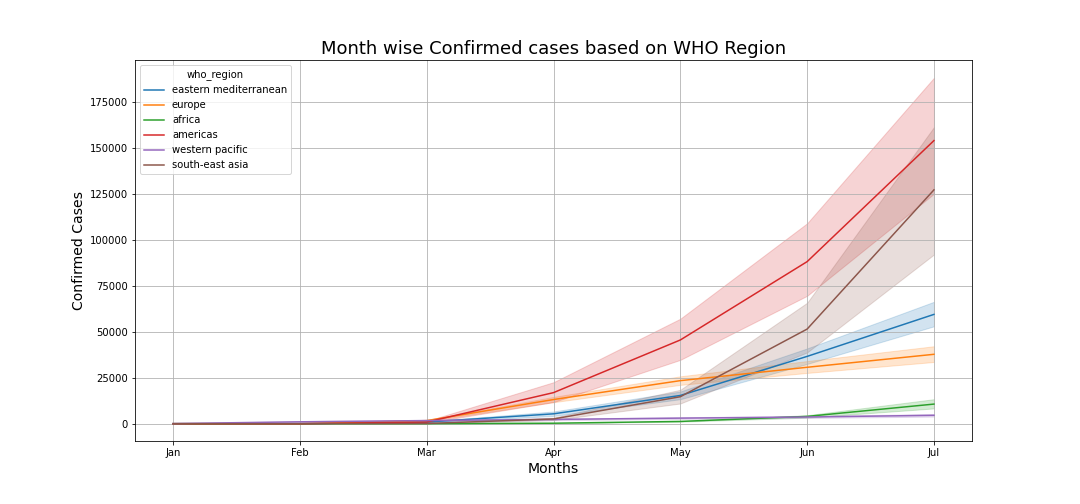 Month wise Confirmed cases based on WHO Region
who_region
eastern mediterranean
europe
africa
americas
western pacific
south-east asia
Confirmed Cases
175000
150000
125000
100000
75000
50000
25000
0
Jan Feb Mar Apr May Jun Jul
Months